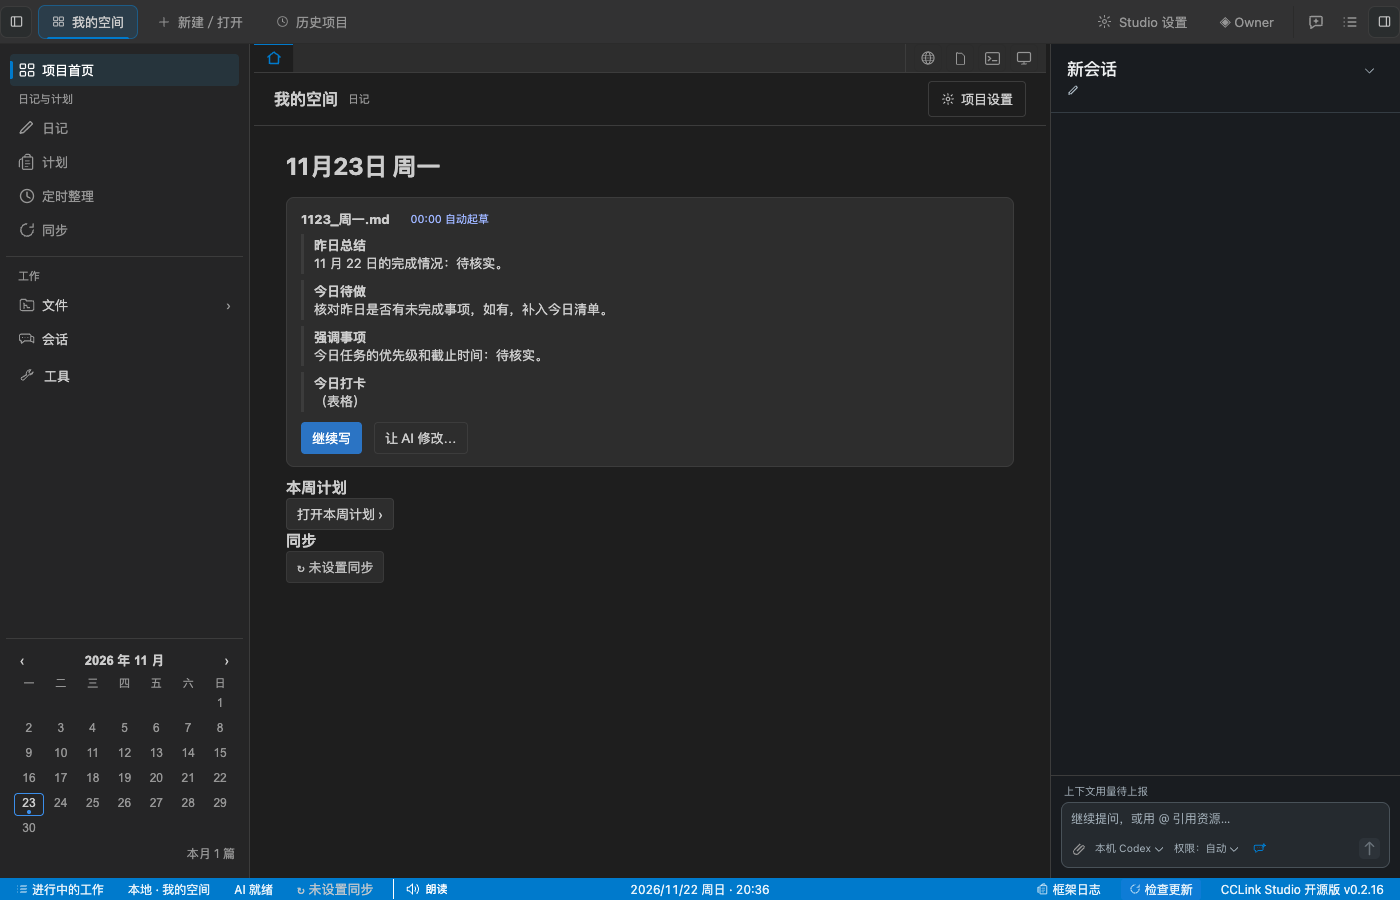 我的空间
新建 / 打开
历史项目
Studio 设置
Owner
项目首页
日记与计划
日记
计划
定时整理
同步
工作
文件
会话
工具
2026 年 11 月
一 二 三 四 五 六 日
1
2 3 4 5 6 7 8
9 10 11 12 13 14 15
16 17 18 19 20 21 22
23 24 25 26 27 28 29
30
本月 1 篇
我的空间 日记
项目设置
11月23日 周一
1123_周一.md 00:00 自动起草
昨日总结
11 月 22 日的完成情况：待核实。
今日待做
核对昨日是否有未完成事项，如有，补入今日清单。
强调事项
今日任务的优先级和截止时间：待核实。
今日打卡
（表格）
继续写 让 AI 修改...
本周计划
打开本周计划 ›
同步
↻ 未设置同步
新会话
上下文用量待上报
继续提问，或用 @ 引用资源...
本机 Codex 权限：自动
进行中的工作 本地 · 我的空间 AI 就绪 ↻ 未设置同步 朗读 2026/11/22 周日 · 20:36 框架日志 检查更新 CCLink Studio 开源版 v0.2.16